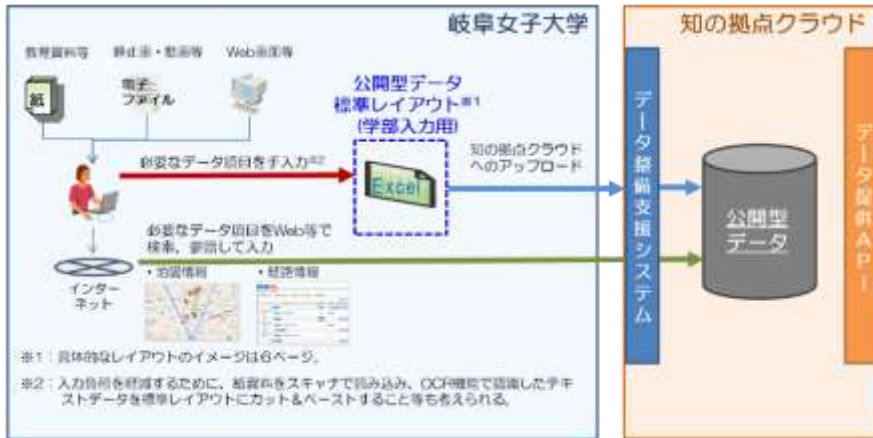 岐阜女子大学
知の拠点クラウド
静止画・動画等
Web画面等
紙
電子
ファイル
公開型データ
標準レイアウト※1
(学部入力用)
必要なデータ項目を手入力※2
Excel
知の拠点クラウド
へのアップロード
データ整備支援システム
公開型
データ
データ提供API
必要なデータ項目をWeb等で
検索、参照して入力
インター
ネット
・地図情報
・経路情報
※1：具体的なレイアウトのイメージは6ページ。
※2：入力負荷を軽減するために、紙資料をスキャナで読み込み、OCR機能で認識したテキ
ストデータを標準レイアウトにカット&ペーストすること等も考えられる。